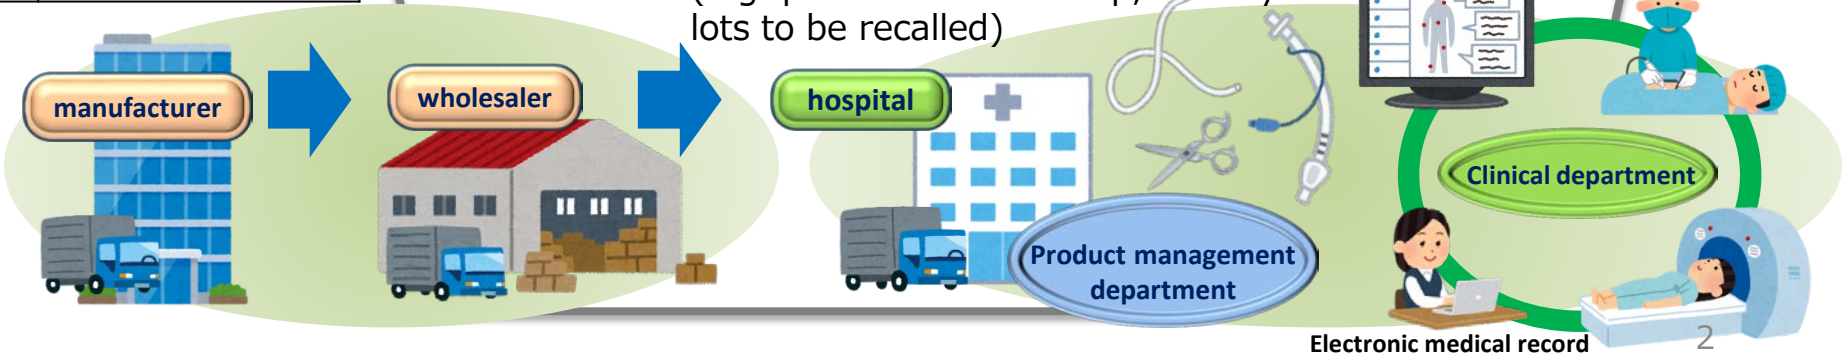 lots to be recalled)
manufacturer
wholesaler
hospital
Clinical department
Product management
department
Electronic medical record
2